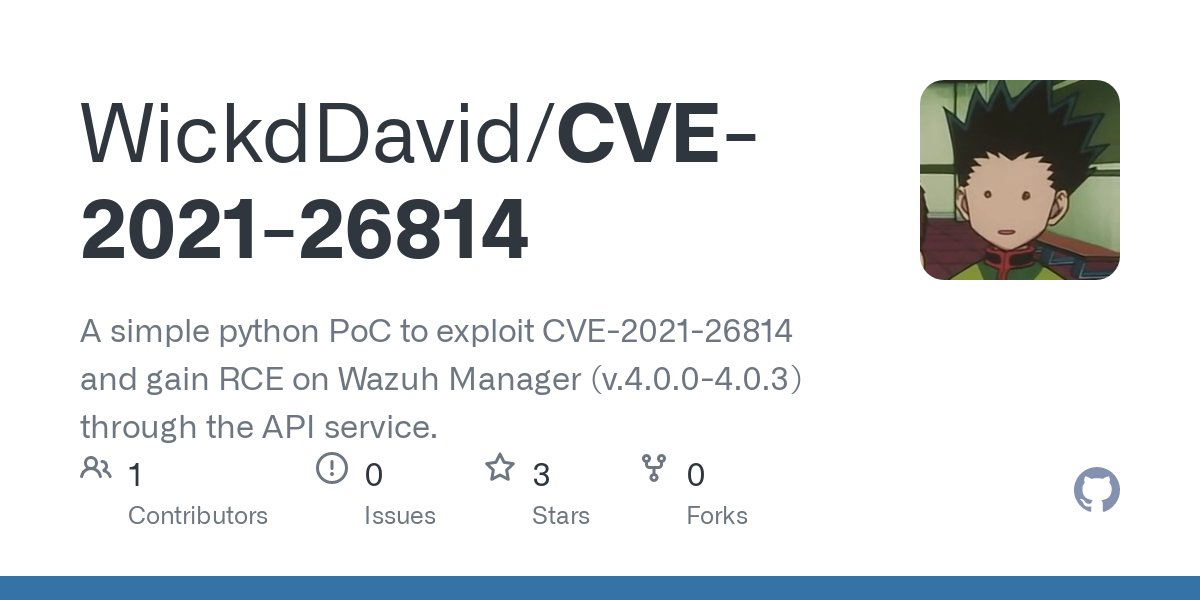 WickdDavid/CVE-
2021-26814
A simple python PoC to exploit CVE-2021-26814
and gain RCE on Wazuh Manager (v.4.0.0-4.0.3)
through the API service.
1 0 3 0
Contributors Issues Stars Forks